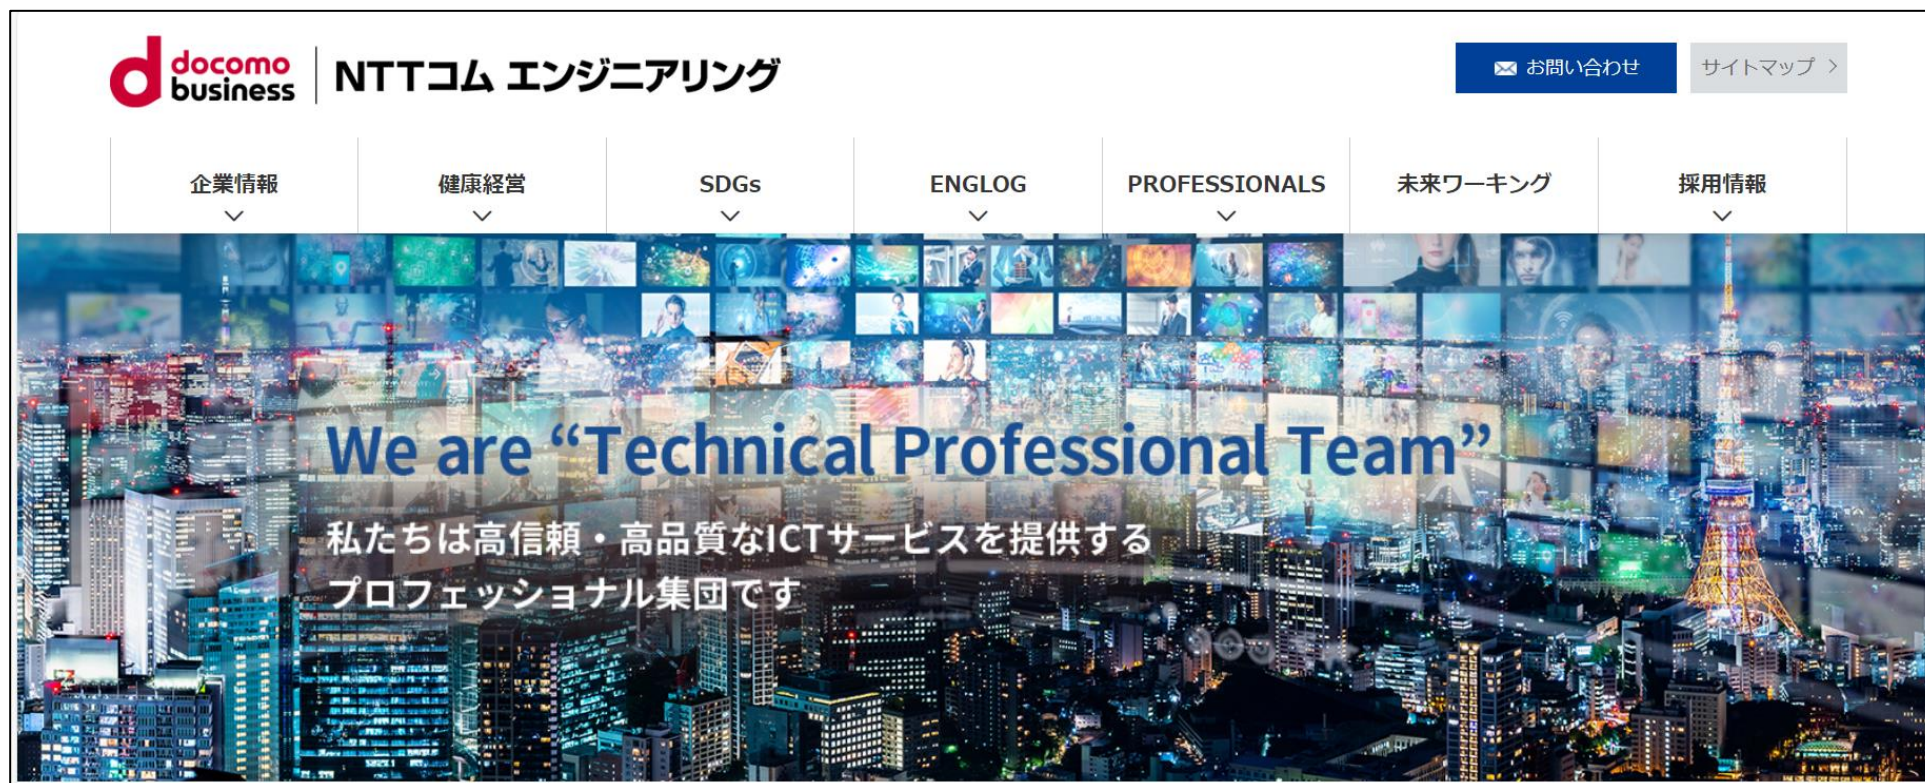 docomo
business
NTTコム エンジニアリング
お問い合わせ
サイトマップ
企業情報
健康経営
SDGs
ENGLOG
PROFESSIONALS
未来ワーキング
採用情報
We are “Technical Professional Team”
私たちは高信頼・高品質なICTサービスを提供する
プロフェッショナル集団です